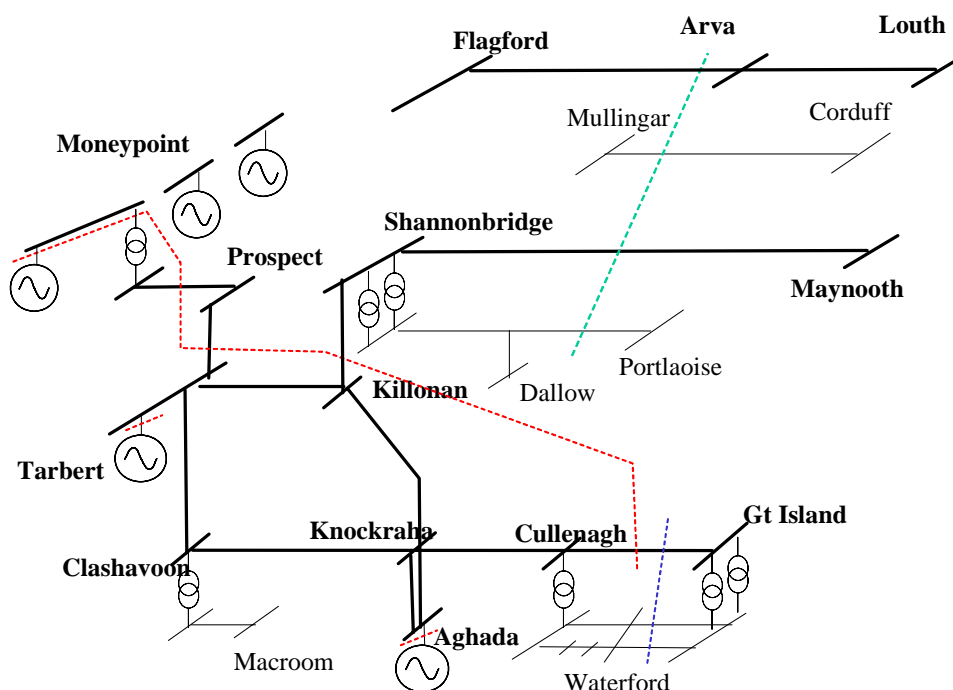 Arva
Louth
Flagford
Mullingar
Corduff
Moneypoint
Shannonbridge
Prospect
Maynooth
Portlaoise
Dallow
Killonan
Tarbert
Gt Island
Knockraha
Cullenagh
Clashavoon
Aghada
Macroom
Waterford